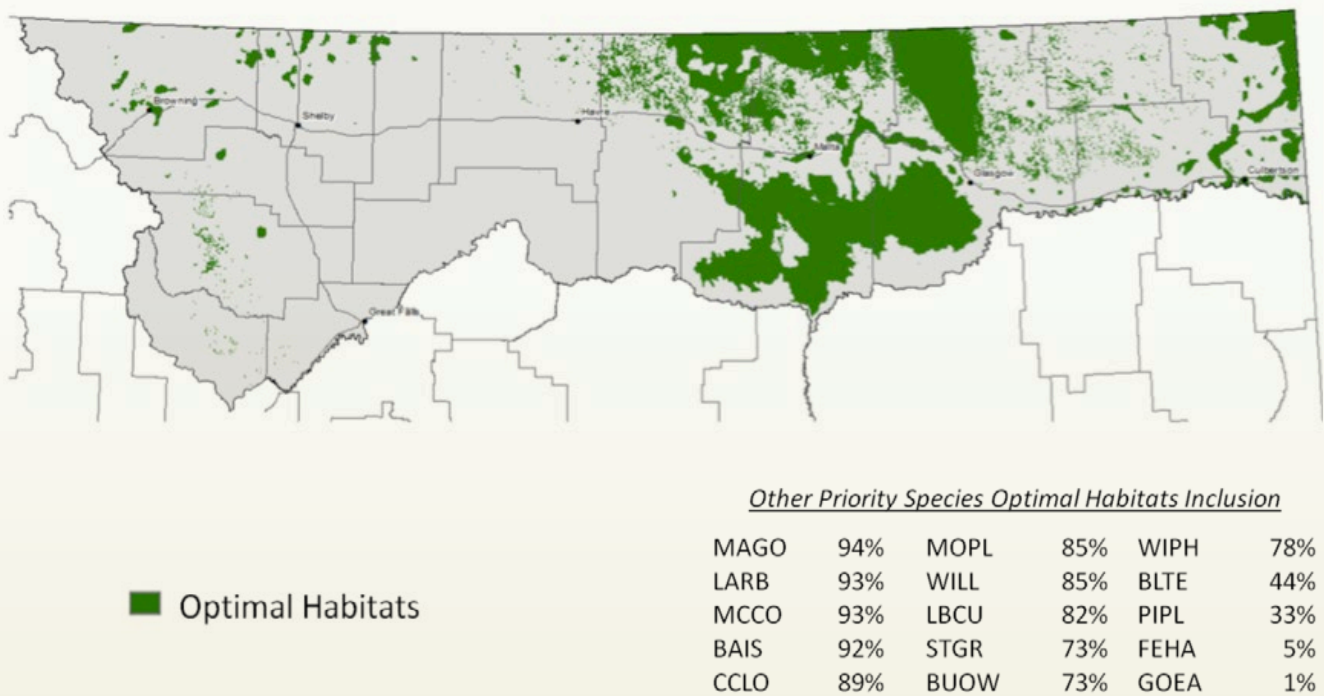 Browning
Shelby
Havre
Malta
Glasgow
Culbertson
Great Falls
Other Priority Species Optimal Habitats Inclusion
MAGO 94% MOPL 85% WIPH 78%
LARB 93% WILL 85% BLTE 44%
MCCO 93% LBCU 82% PIPL 33%
BAIS 92% STGR 73% FEHA 5%
CCLO 89% BUOW 73% GOEA 1%
Optimal Habitats